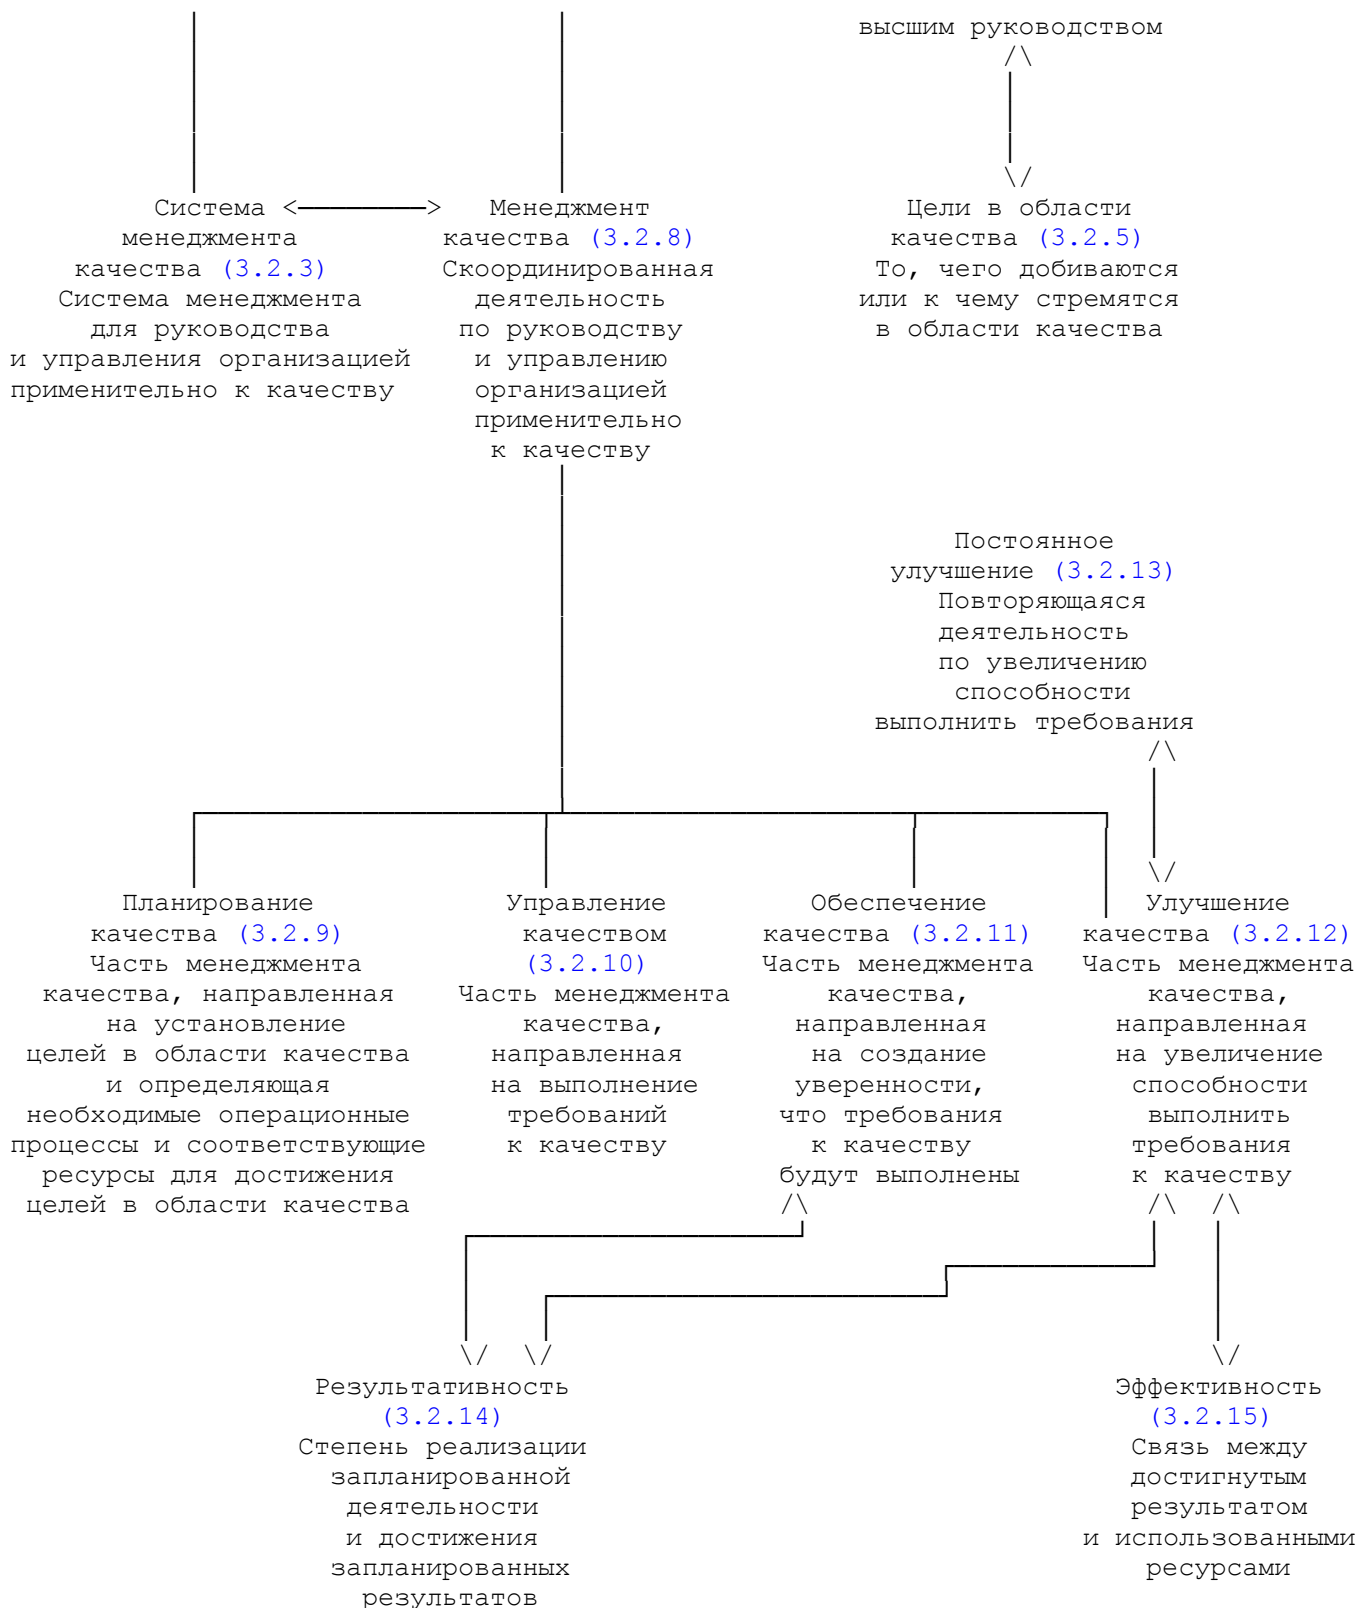 высшим руководством
Система <————————> Менеджмент
менеджмента качества (3.2.8)
качества (3.2.3) Скоординированная
Система менеджмента деятельность
для руководства по руководству
и управления организацией и управлению
применительно к качеству организацией
применительно
к качеству
Цели в области
качества (3.2.5)
То, чего добиваются
или к чему стремятся
в области качества
Постоянное
улучшение (3.2.13)
Повторяющаяся
деятельность
по увеличению
способности
выполнить требования
Планирование
качества (3.2.9)
Часть менеджмента
качества, направленная
на установление
целей в области качества
и определяющая
необходимые операционные
процессы и соответствующие
ресурсы для достижения
целей в области качества
Управление
качеством
(3.2.10)
Часть менеджмента
качества,
направленная
на выполнение
требований
к качеству
Обеспечение
качества (3.2.11)
Часть менеджмента
качества,
направленная
на создание
уверенности,
что требования
к качеству
будут выполнены
Улучшение
качества (3.2.12)
Часть менеджмента
качества,
направленная
на увеличение
способности
выполнить
требования
к качеству
Результативность
(3.2.14)
Степень реализации
запланированной
деятельности
и достижения
запланированных
результатов
Эффективность
(3.2.15)
Связь между
достигнутым
результатом
и использованными
ресурсами